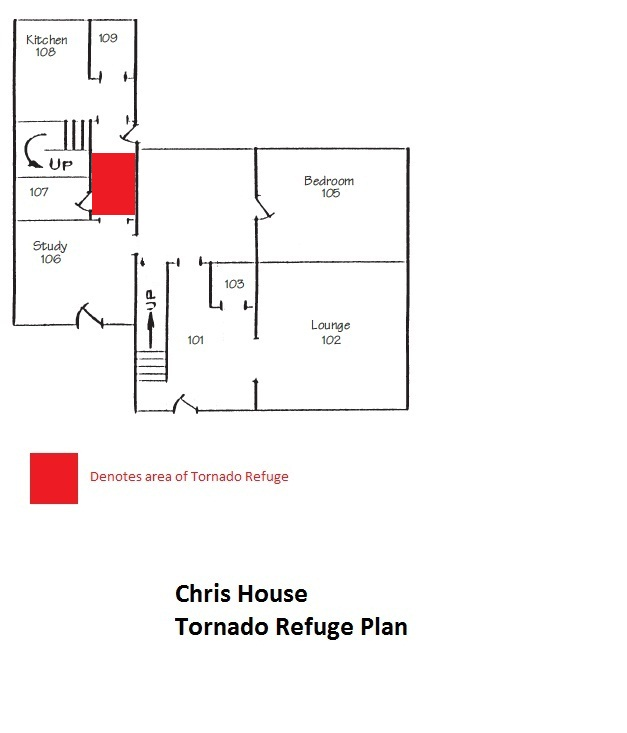 Kitchen
108
109
UP
107
Bedroom
105
Study
106
UP
103
101
Lounge
102
Denotes area of Tornado Refuge
Chris House
Tornado Refuge Plan